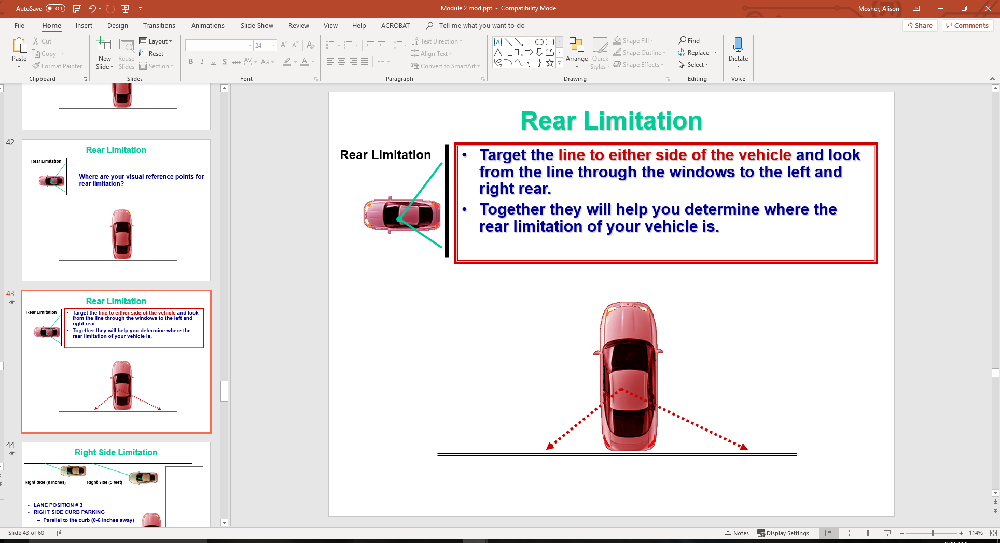 AutoSave Off
Module 2 mod.ppt - Compatibility Mode
Mosher, Alison
File Home Insert Design Transitions Animations Slide Show Review View Help ACROBAT Tell me what you want to do
Share Comments
Paste
Cut
Copy
Format Painter
Clipboard
New Slide
Reuse Slides
Layout
Reset
Section
Slides
24
B I U S ab AV Aa A
Font
Text Direction
Align Text
Convert to SmartArt
Paragraph
Arrange
Quick Styles
Shape Fill
Shape Outline
Shape Effects
Drawing
Find
Replace
Select
Editing
Dictate
Voice
42
Rear Limitation
Rear Limitation
Where are your visual reference points for
rear limitation?
43
Rear Limitation
Rear Limitation
• Target the line to either side of the vehicle and look
from the line through the windows to the left and
right rear.
• Together they will help you determine where the
rear limitation of your vehicle is.
44
Right Side Limitation
Right Side (6 inches) Right Side (3 feet)
• LANE POSITION # 3
• RIGHT SIDE CURB PARKING
– Parallel to the curb (0-6 inches away)
Rear Limitation
Rear Limitation
• Target the line to either side of the vehicle and look
from the line through the windows to the left and
right rear.
• Together they will help you determine where the
rear limitation of your vehicle is.
Slide 43 of 60
Notes Display Settings 114%